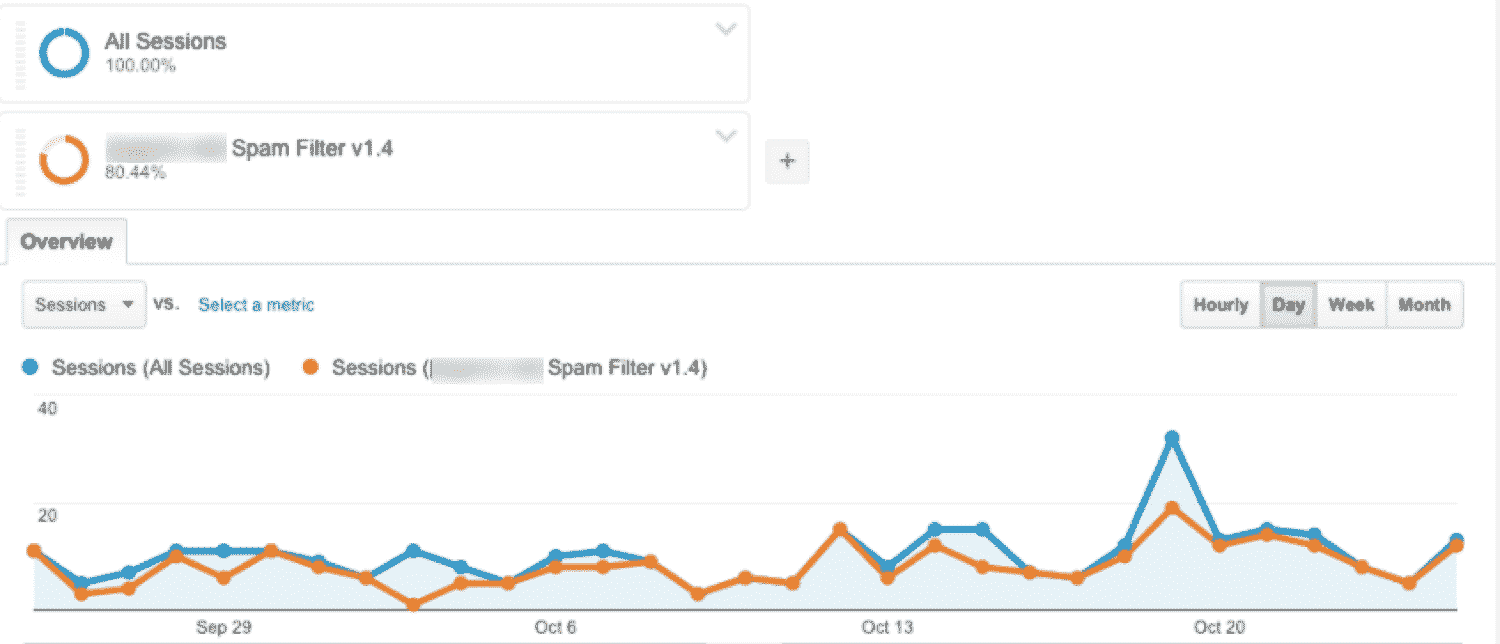 All Sessions
100.00%
Spam Filter v1.4
80.44%
+
Overview
Sessions VS. Select a metric
Hourly Day Week Month
Sessions (All Sessions) Sessions ( Spam Filter v1.4)
40
20
Sep 29 Oct 6 Oct 13 Oct 20